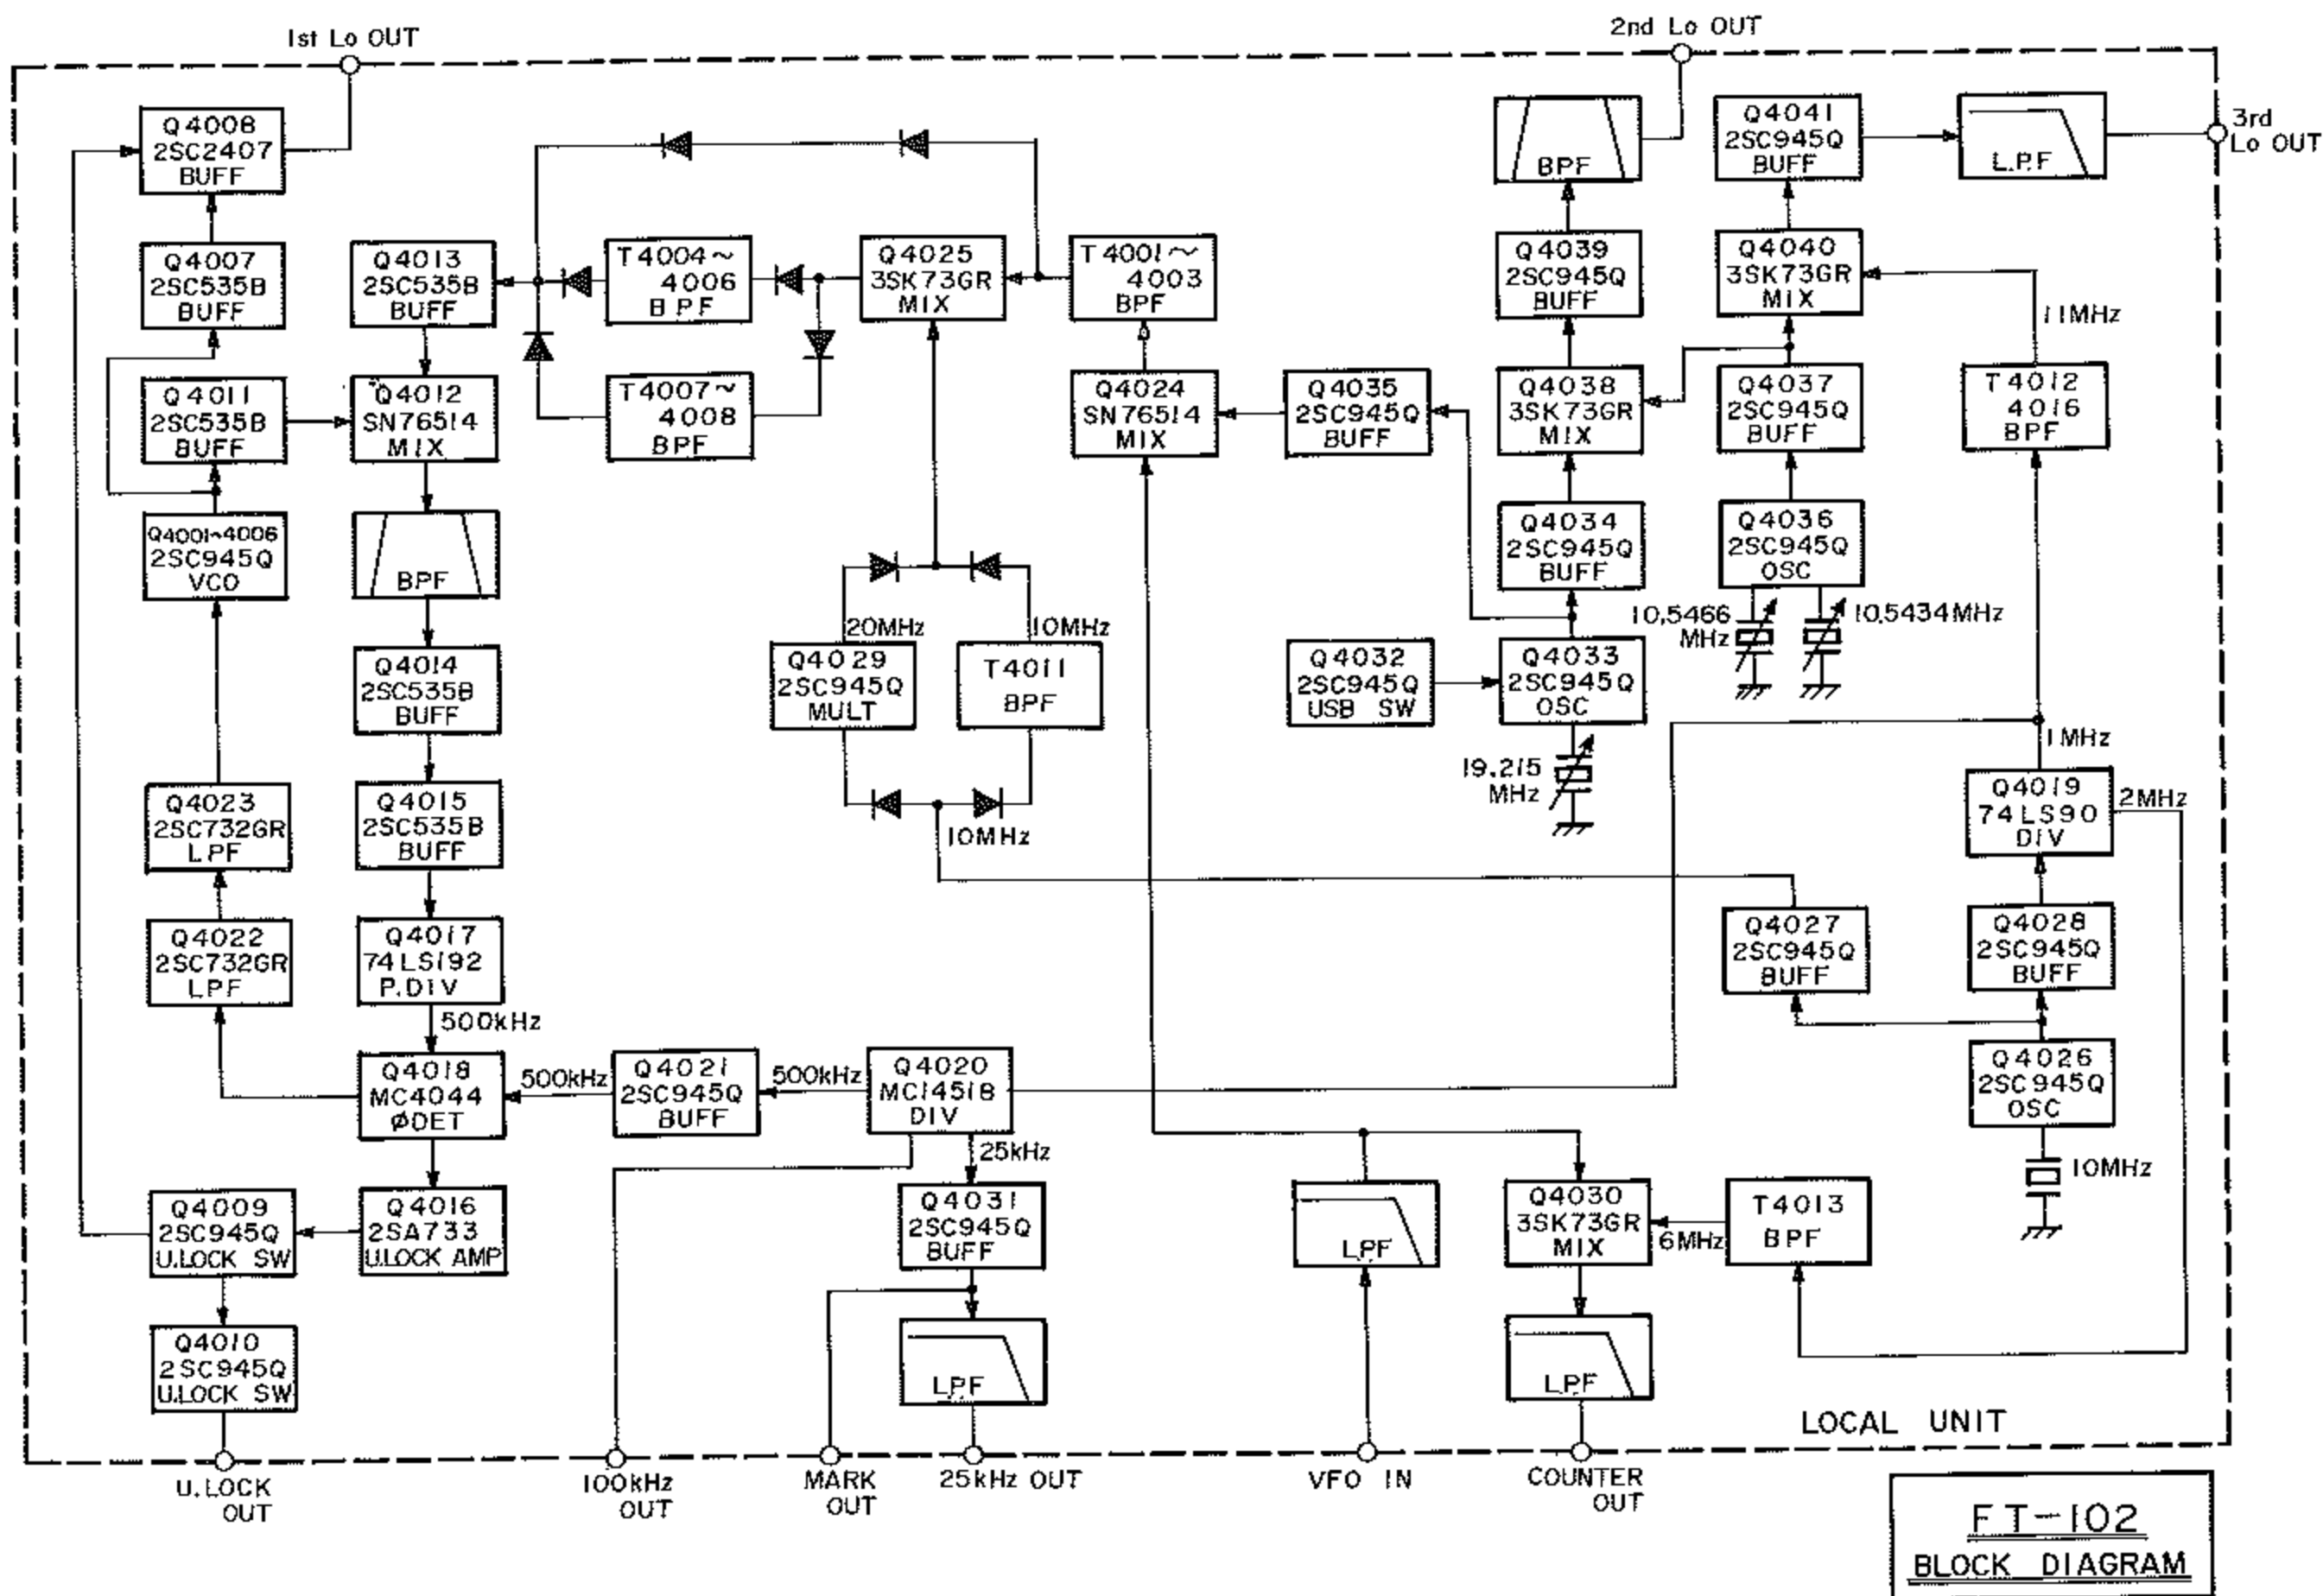 1st Lo OUT
2nd Lo OUT
3rd
Lo OUT
Q4008
2SC2407
BUFF
BPF
Q4041
2SC945Q
BUFF
L.P.F
Q4007
2SC535B
BUFF
Q4013
2SC535B
BUFF
T4004~
4006
BPF
Q4025
3SK73GR
MIX
T4001~
4003
BPF
Q4039
2SC945Q
BUFF
Q4040
3SK73GR
MIX
11MHz
Q4011
2SC535B
BUFF
Q4012
SN76514
MIX
T4007~
4008
BPF
Q4024
SN76514
MIX
Q4035
2SC945Q
BUFF
Q4038
3SK73GR
MIX
Q4037
2SC945Q
BUFF
T4012
4016
BPF
Q4001~4006
2SC945Q
VCO
BPF
Q4034
2SC945Q
BUFF
Q4036
2SC945Q
OSC
10.5466
MHz
10.5434MHz
20MHz
10MHz
Q4014
2SC535B
BUFF
Q4029
2SC945Q
MULT
T4011
BPF
Q4032
2SC945Q
USB SW
Q4033
2SC945Q
OSC
19.215
MHz
1MHz
Q4023
2SC732GR
LPF
Q4015
2SC535B
BUFF
10MHz
Q4019
74LS90
DIV
2MHz
Q4022
2SC732GR
LPF
Q4017
74LS192
P.DIV
500kHz
Q4027
2SC945Q
BUFF
Q4028
2SC945Q
BUFF
Q4018
MC4044
ØDET
500kHz
Q4021
2SC945Q
BUFF
500kHz
Q4020
MC14518
DIV
25kHz
Q4026
2SC945Q
OSC
10MHz
Q4009
2SC945Q
U.LOCK SW
Q4016
2SA733
U.LOCK AMP
Q4031
2SC945Q
BUFF
LPF
Q4030
3SK73GR
MIX
6MHz
T4013
BPF
Q4010
2SC945Q
U.LOCK SW
LPF
LPF
LOCAL UNIT
U.LOCK
OUT
100kHz
OUT
MARK
OUT
25kHz OUT
VFO IN
COUNTER
OUT
FT-102
BLOCK DIAGRAM